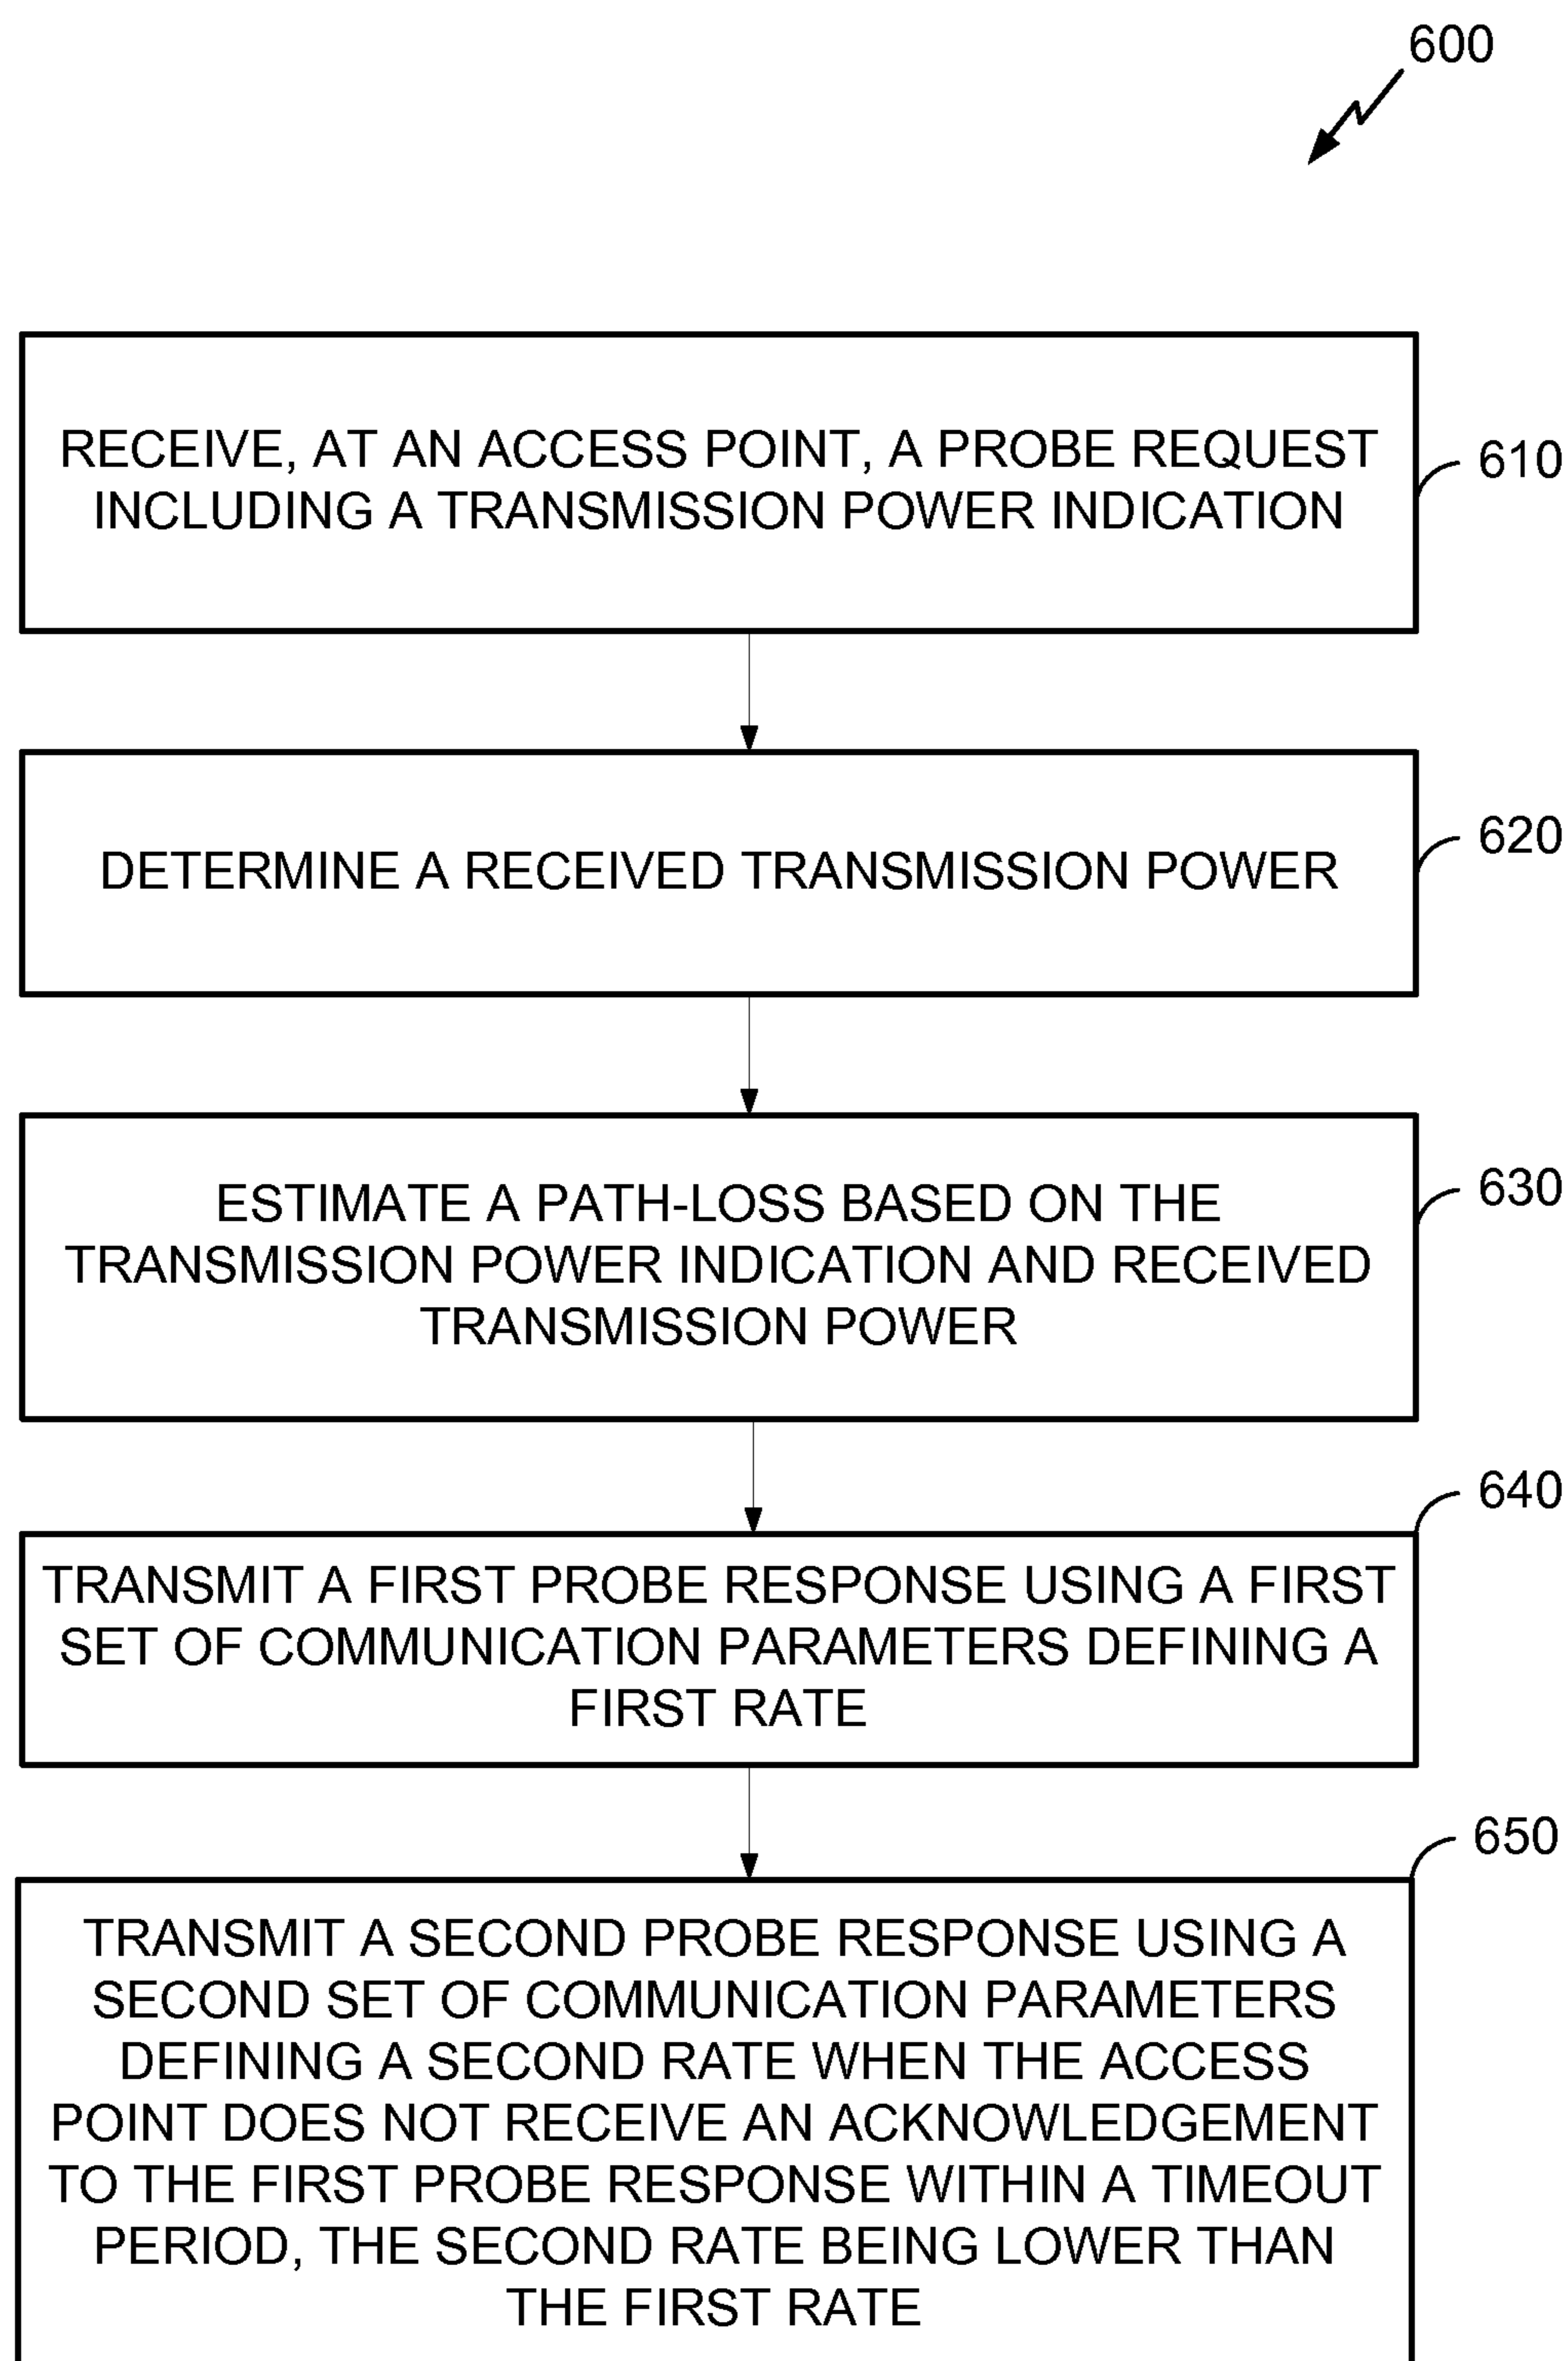 600
RECEIVE, AT AN ACCESS POINT, A PROBE REQUEST
INCLUDING A TRANSMISSION POWER INDICATION
610
DETERMINE A RECEIVED TRANSMISSION POWER
620
ESTIMATE A PATH-LOSS BASED ON THE
TRANSMISSION POWER INDICATION AND RECEIVED
TRANSMISSION POWER
630
TRANSMIT A FIRST PROBE RESPONSE USING A FIRST
SET OF COMMUNICATION PARAMETERS DEFINING A
FIRST RATE
640
TRANSMIT A SECOND PROBE RESPONSE USING A
SECOND SET OF COMMUNICATION PARAMETERS
DEFINING A SECOND RATE WHEN THE ACCESS
POINT DOES NOT RECEIVE AN ACKNOWLEDGEMENT
TO THE FIRST PROBE RESPONSE WITHIN A TIMEOUT
PERIOD, THE SECOND RATE BEING LOWER THAN
THE FIRST RATE
650